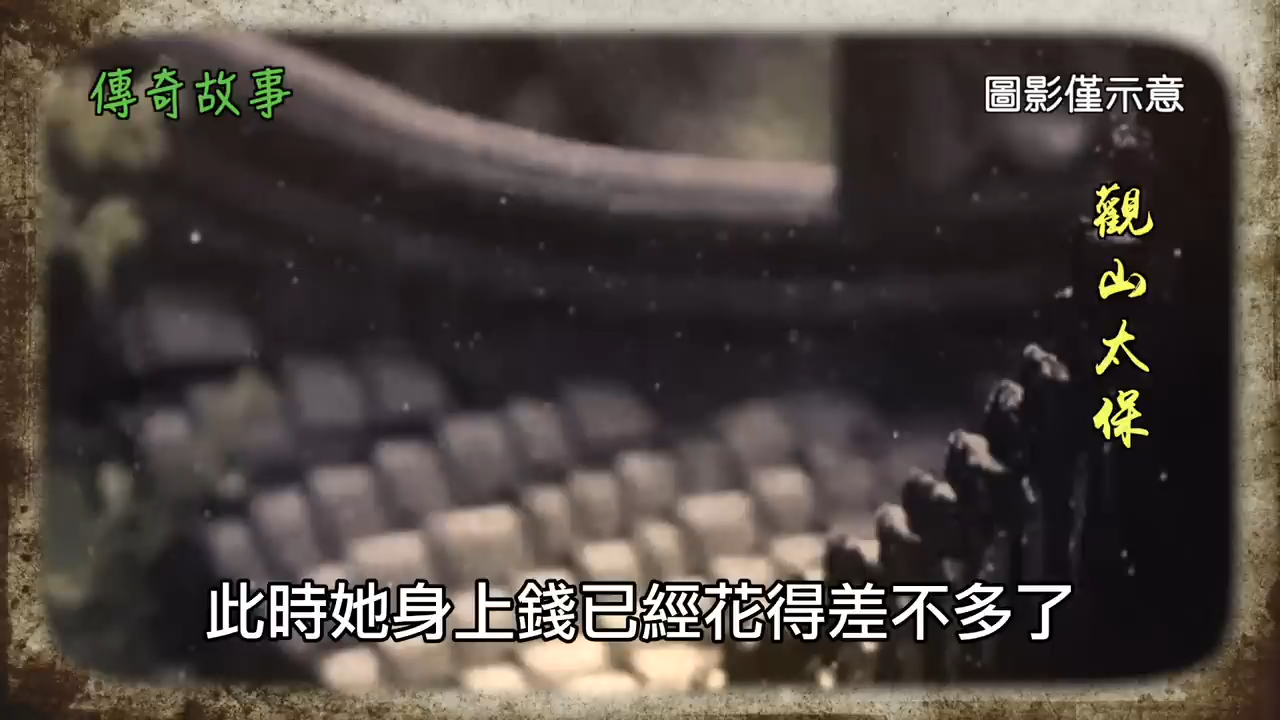 傳奇故事
圖影僅示意
觀山太保
此時她身上錢已經花得差不多了